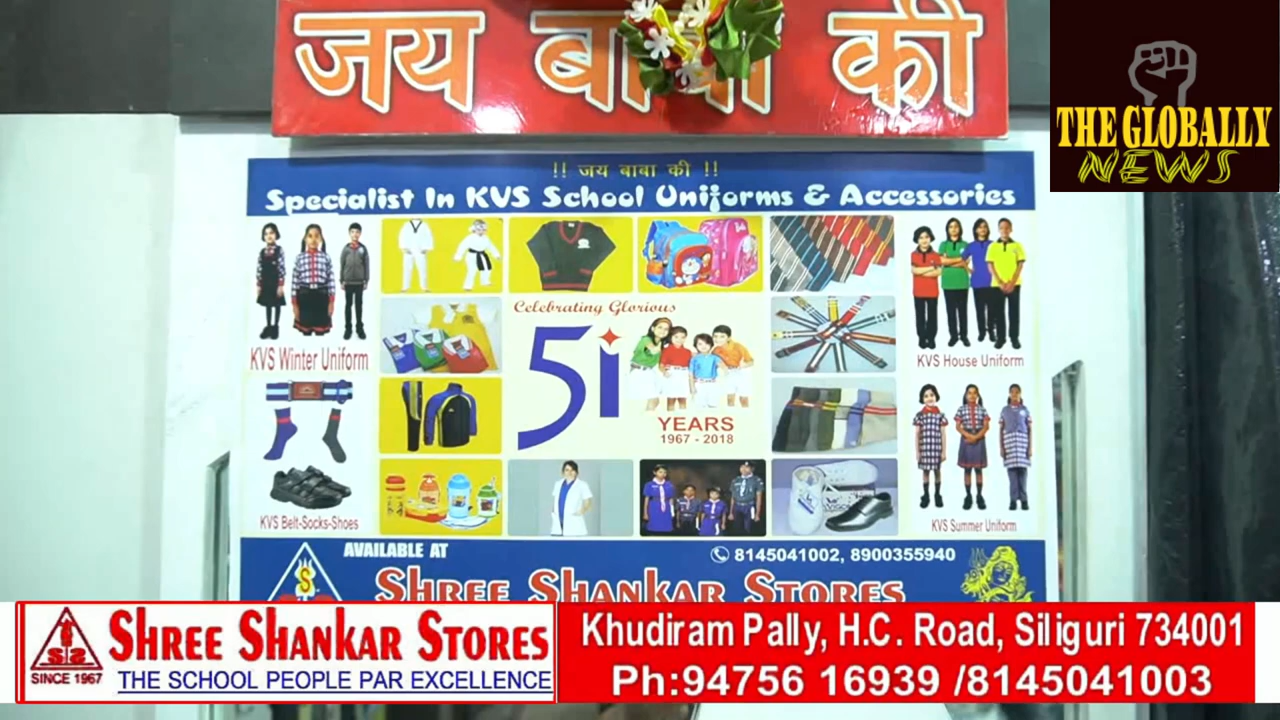 जय बाबा की
THE GLOBALLY
NEWS
!! जय बाबा की !!
Specialist In KVS School Uniforms & Accessories
Celebrating Glorious
51
YEARS
1967 - 2018
KVS Winter Uniform
KVS House Uniform
KVS Belt-Socks-Shoes
KVS Summer Uniform
AVAILABLE AT
8145041002, 8900355940
SHREE SHANKAR STORES
SHREE SHANKAR STORES
SINCE 1967
THE SCHOOL PEOPLE PAR EXCELLENCE
Khudiram Pally, H.C. Road, Siliguri 734001
Ph:94756 16939 /8145041003